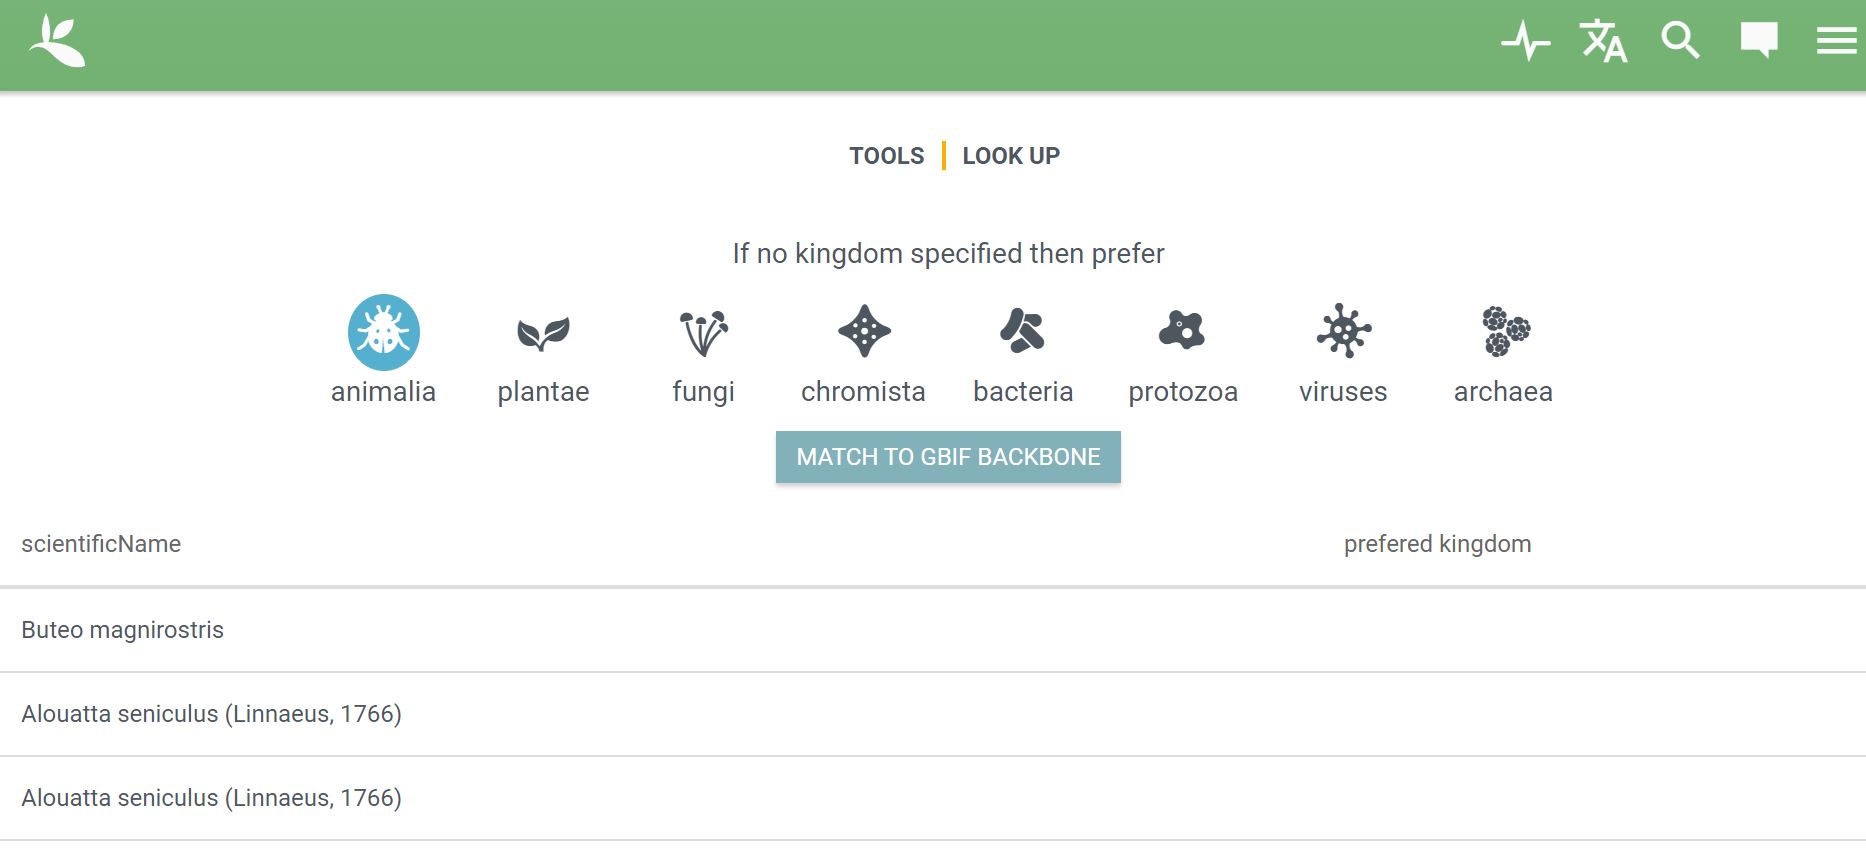 TOOLS | LOOK UP
If no kingdom specified then prefer
animalia plantae fungi chromista bacteria protozoa viruses archaea
MATCH TO GBIF BACKBONE
scientificName prefered kingdom
Buteo magnirostris
Alouatta seniculus (Linnaeus, 1766)
Alouatta seniculus (Linnaeus, 1766)